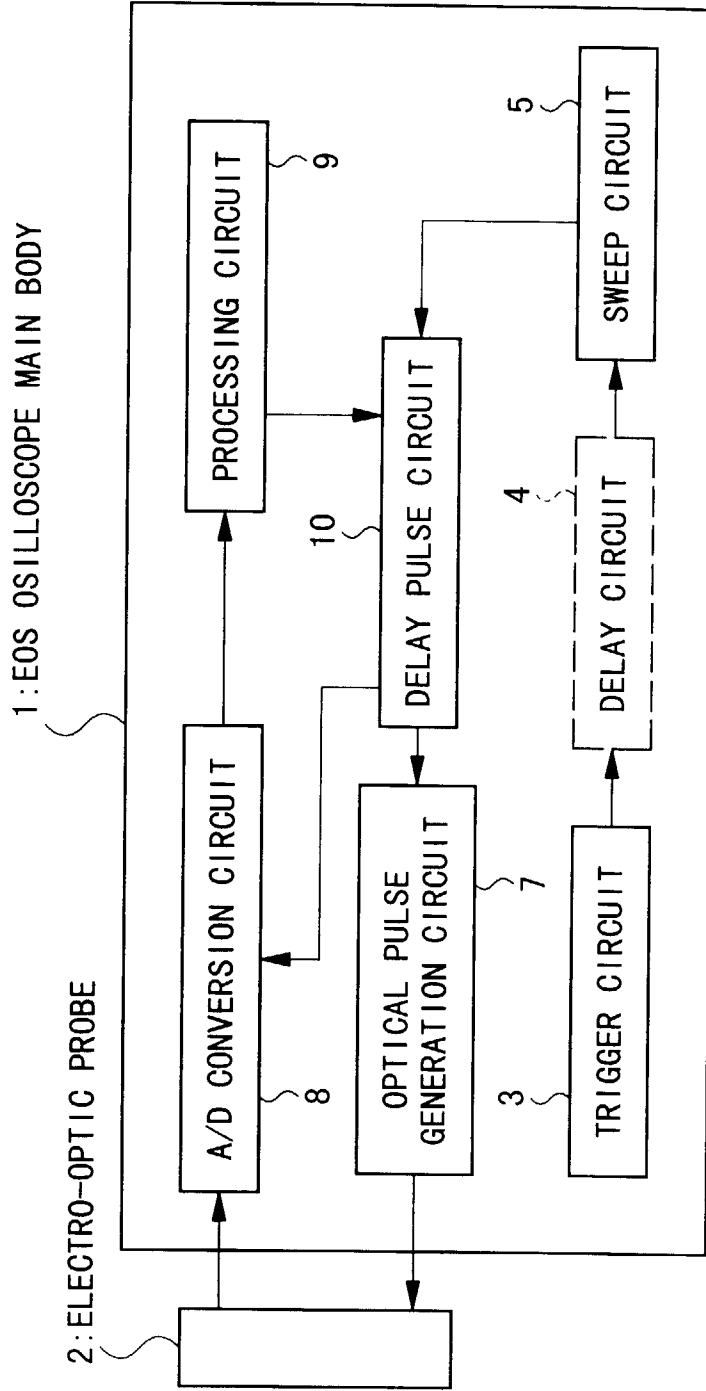 1:EOS OSILLOSCOPE MAIN BODY
2:ELECTRO-OPTIC PROBE
A/D CONVERSION CIRCUIT
8
PROCESSING CIRCUIT
9
OPTICAL PULSE
GENERATION CIRCUIT
7
10
DELAY PULSE CIRCUIT
3
TRIGGER CIRCUIT
4
DELAY CIRCUIT
5
SWEEP CIRCUIT